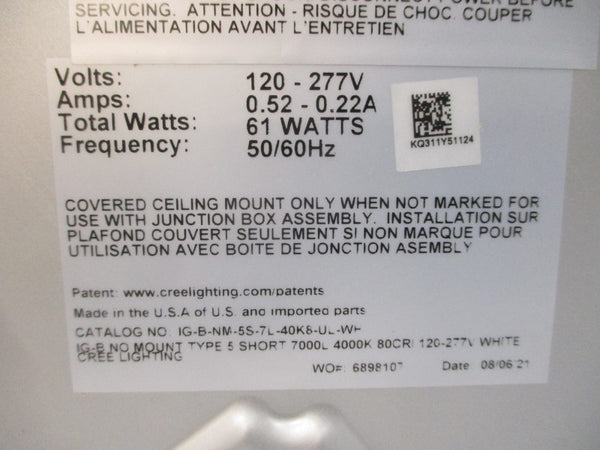 SERVICING. ATTENTION - RISQUE DE CHOC. COUPER
L'ALIMENTATION AVANT L'ENTRETIEN
Volts: 120 - 277V
Amps: 0.52 - 0.22A
Total Watts: 61 WATTS
Frequency: 50/60Hz
KQ311Y51124
COVERED CEILING MOUNT ONLY WHEN NOT MARKED FOR
USE WITH JUNCTION BOX ASSEMBLY. INSTALLATION SUR
PLAFOND COUVERT SEULEMENT SI NON MARQUE POUR
UTILISATION AVEC BOITE DE JONCTION ASEMBLY
Patent: www.creelighting.com/patents
Made in the U.S.A of U.S. and imported parts
CATALOG NO: IG-B-NM-5S-7L-40K8-UL-WH
IG-B NO MOUNT TYPE 5 SHORT 7000L 4000K 80CRI 120-277V WHITE
CREE LIGHTING
WO#: 6898107 Date: 08/06/21